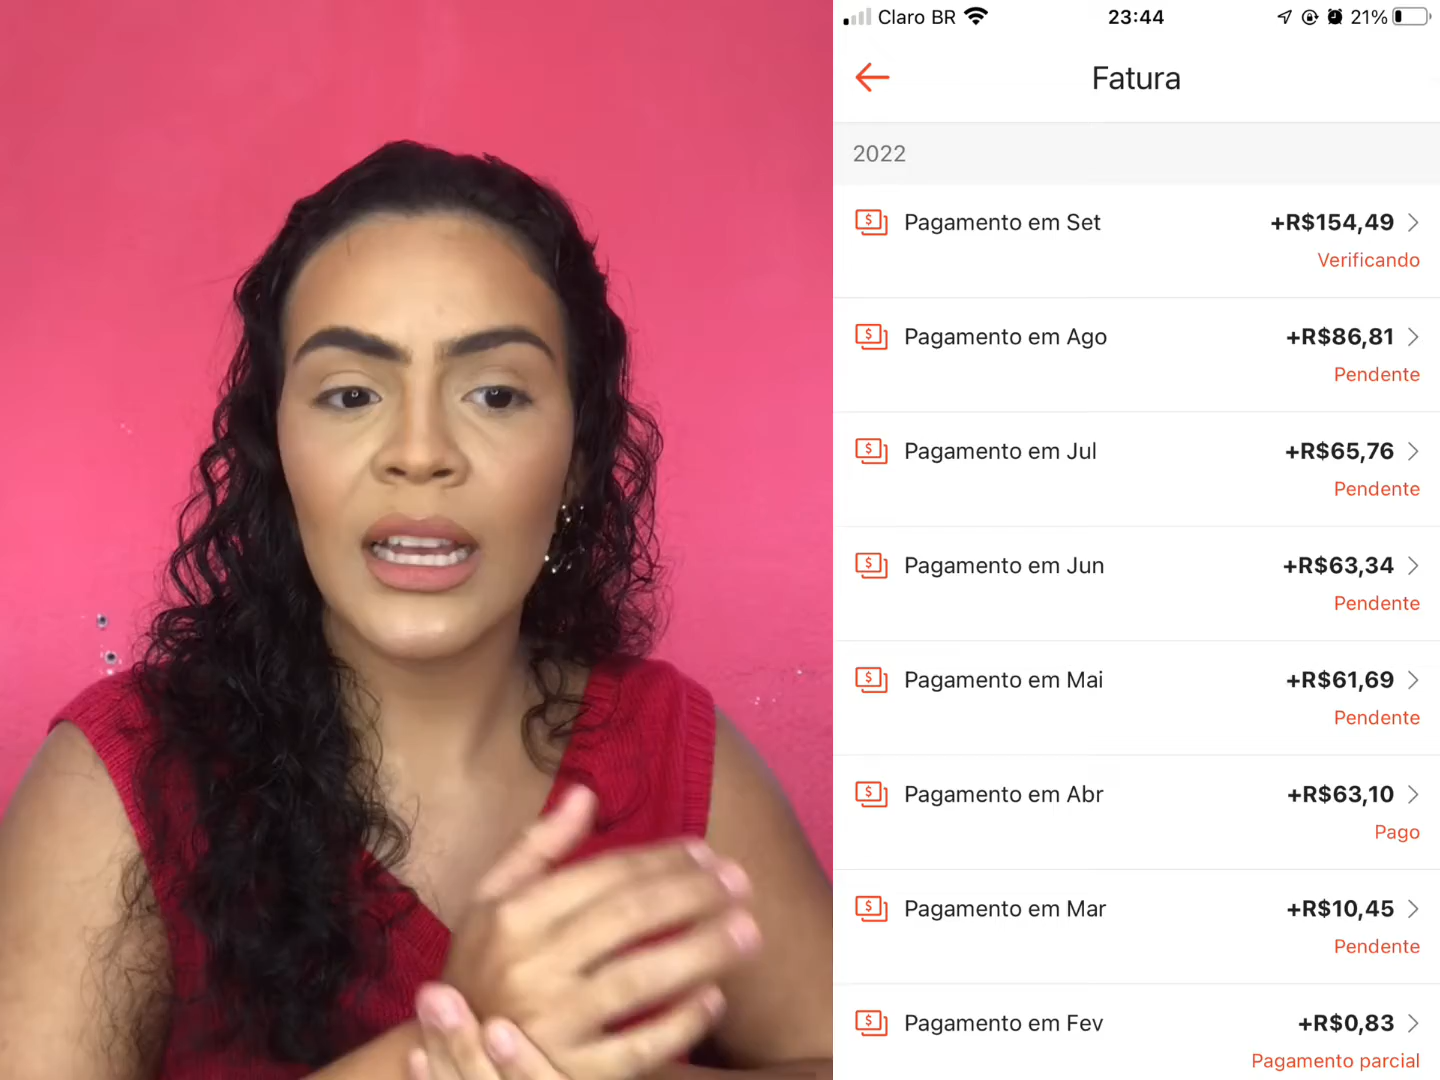 Claro BR 23:44 21%
Fatura
2022
Pagamento em Set +R$154,49
Verificando
Pagamento em Ago +R$86,81
Pendente
Pagamento em Jul +R$65,76
Pendente
Pagamento em Jun +R$63,34
Pendente
Pagamento em Mai +R$61,69
Pendente
Pagamento em Abr +R$63,10
Pago
Pagamento em Mar +R$10,45
Pendente
Pagamento em Fev +R$0,83
Pagamento parcial